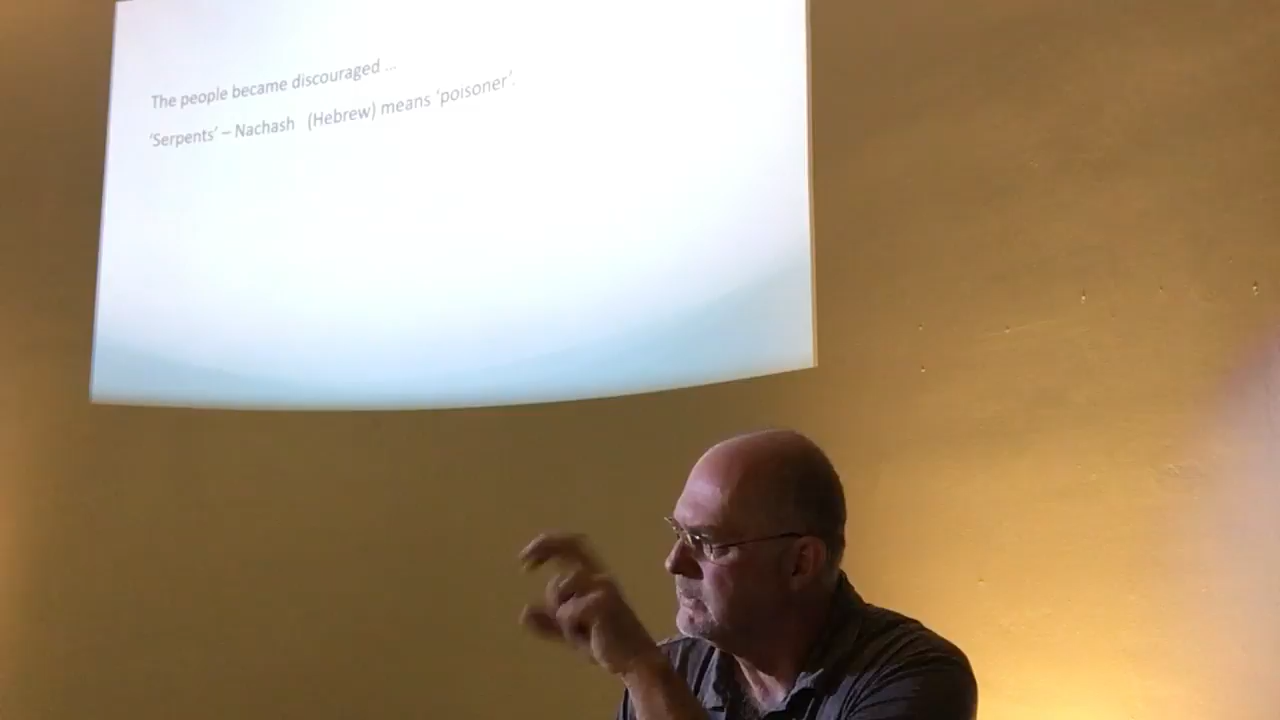 The people became discouraged ...
‘Serpents’ – Nachash (Hebrew) means ‘poisoner’.